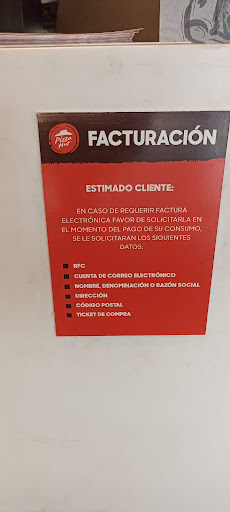 Pizza
Hut
FACTURACIÓN
ESTIMADO CLIENTE:
EN CASO DE REQUERIR FACTURA
ELECTRÓNICA FAVOR DE SOLICITARLA EN
EL MOMENTO DEL PAGO DE SU CONSUMO,
SE LE SOLICITARAN LOS SIGUIENTES
DATOS:
RFC
CUENTA DE CORREO ELECTRÓNICO
NOMBRE, DENOMINACIÓN O RAZÓN SOCIAL
DIRECCIÓN
CÓDIGO POSTAL
TICKET DE COMPRA